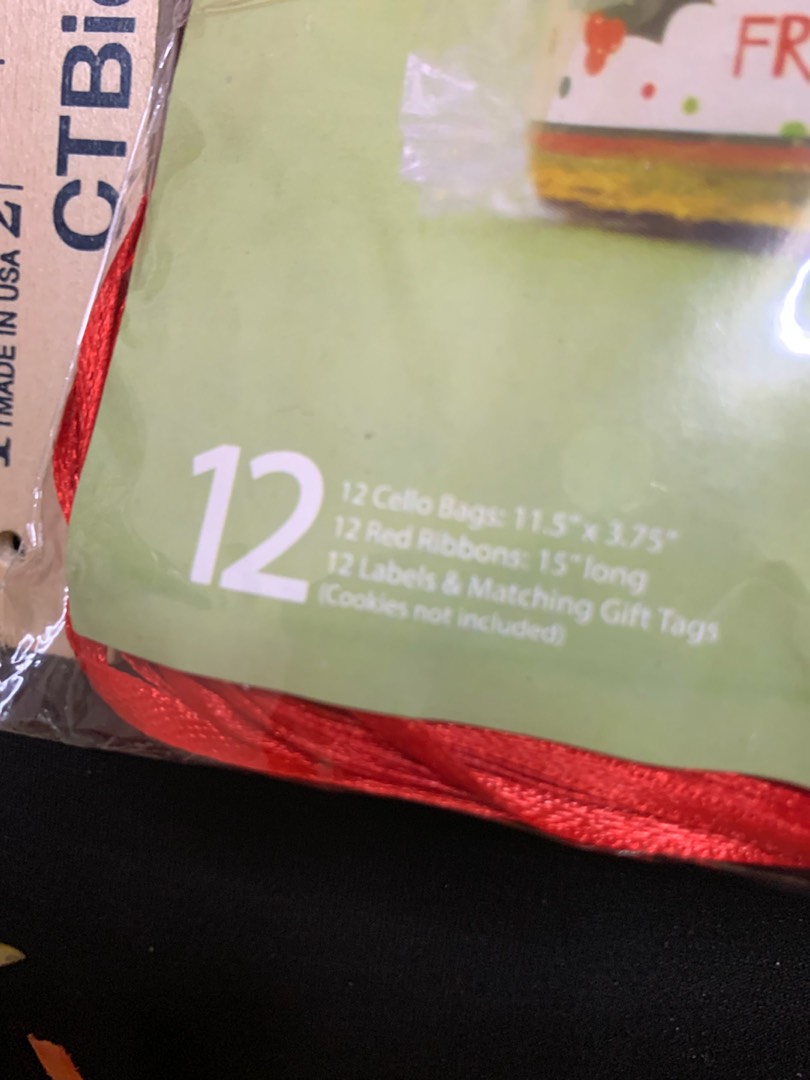 CTBi
MADE IN USA
FR
12
12 Cello Bags: 11.5" x 3.75"
12 Red Ribbons: 15" long
12 Labels & Matching Gift Tags
(Cookies not included)